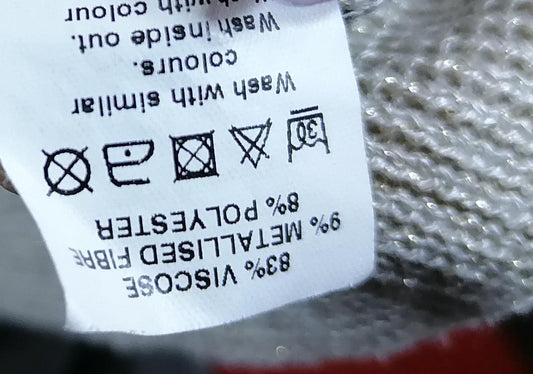 83% VISCOSE
9% METALLISED FIBRE
8% POLYESTER
30
Wash with similar
colours.
Wash inside out.
with colour